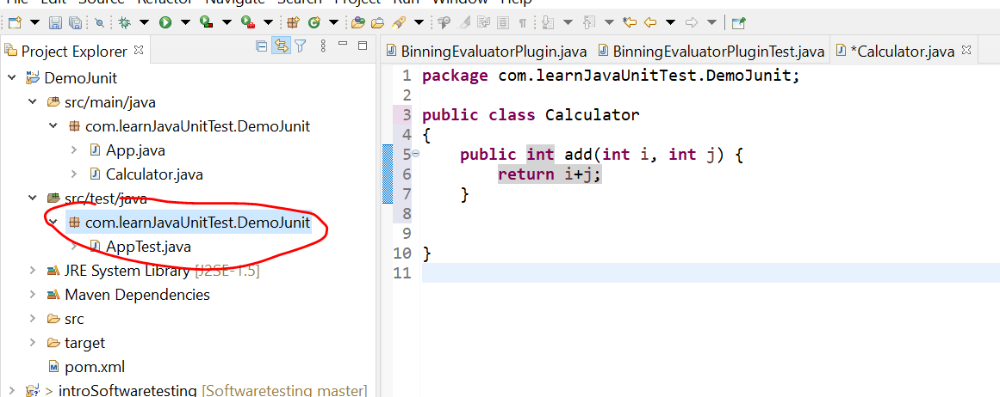 File Edit Source Refactor Navigate Search Project Run Window Help
Project Explorer
BinningEvaluatorPlugin.java BinningEvaluatorPluginTest.java *Calculator.java
DemoJunit
src/main/java
com.learnJavaUnitTest.DemoJunit
App.java
Calculator.java
src/test/java
com.learnJavaUnitTest.DemoJunit
AppTest.java
JRE System Library [J2SE-1.5]
Maven Dependencies
src
target
pom.xml
> introSoftwaretesting [Softwaretesting master]
1 package com.learnJavaUnitTest.DemoJunit;
2
3 public class Calculator
4 {
5 public int add(int i, int j) {
6 return i+j;
7 }
8
9
10 }
11